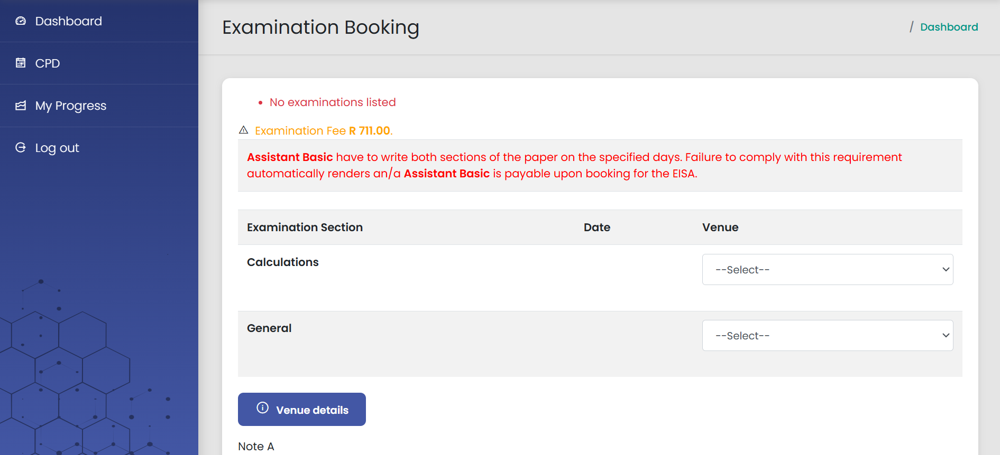 Dashboard
CPD
My Progress
Log out
Examination Booking
/ Dashboard
• No examinations listed
Examination Fee R 711.00.
Assistant Basic have to write both sections of the paper on the specified days. Failure to comply with this requirement
automatically renders an/a Assistant Basic is payable upon booking for the EISA.
Examination Section Date Venue
Calculations --Select--
General --Select--
Venue details
Note A